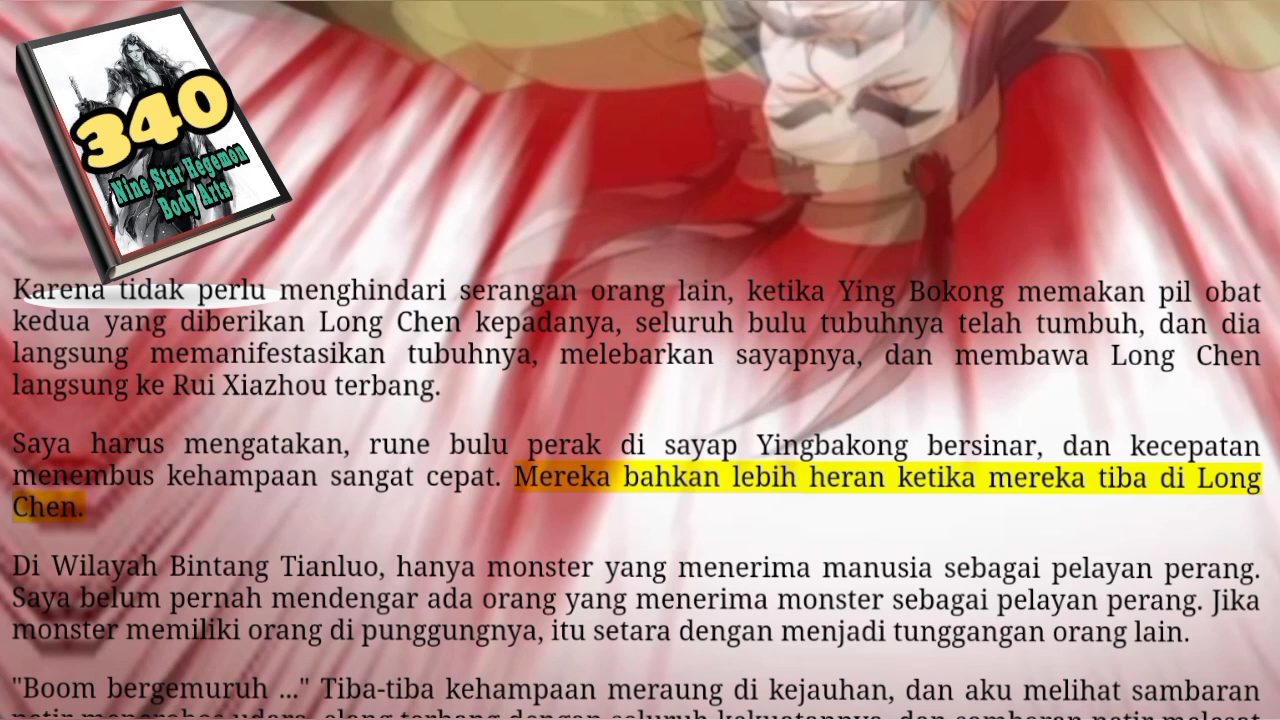 340
Nine Star Hegemon
Body Arts
Karena tidak perlu menghindari serangan orang lain, ketika Ying Bokong memakan pil obat
kedua yang diberikan Long Chen kepadanya, seluruh bulu tubuhnya telah tumbuh, dan dia
langsung memanifestasikan tubuhnya, melebarkan sayapnya, dan membawa Long Chen
langsung ke Rui Xiazhou terbang.
Saya harus mengatakan, rune bulu perak di sayap Yingbakong bersinar, dan kecepatan
menembus kehampaan sangat cepat. Mereka bahkan lebih heran ketika mereka tiba di Long
Chen.
Di Wilayah Bintang Tianluo, hanya monster yang menerima manusia sebagai pelayan perang.
Saya belum pernah mendengar ada orang yang menerima monster sebagai pelayan perang. Jika
monster memiliki orang di punggungnya, itu setara dengan menjadi tunggangan orang lain.
"Boom bergemuruh ..." Tiba-tiba kehampaan meraung di kejauhan, dan aku melihat sambaran